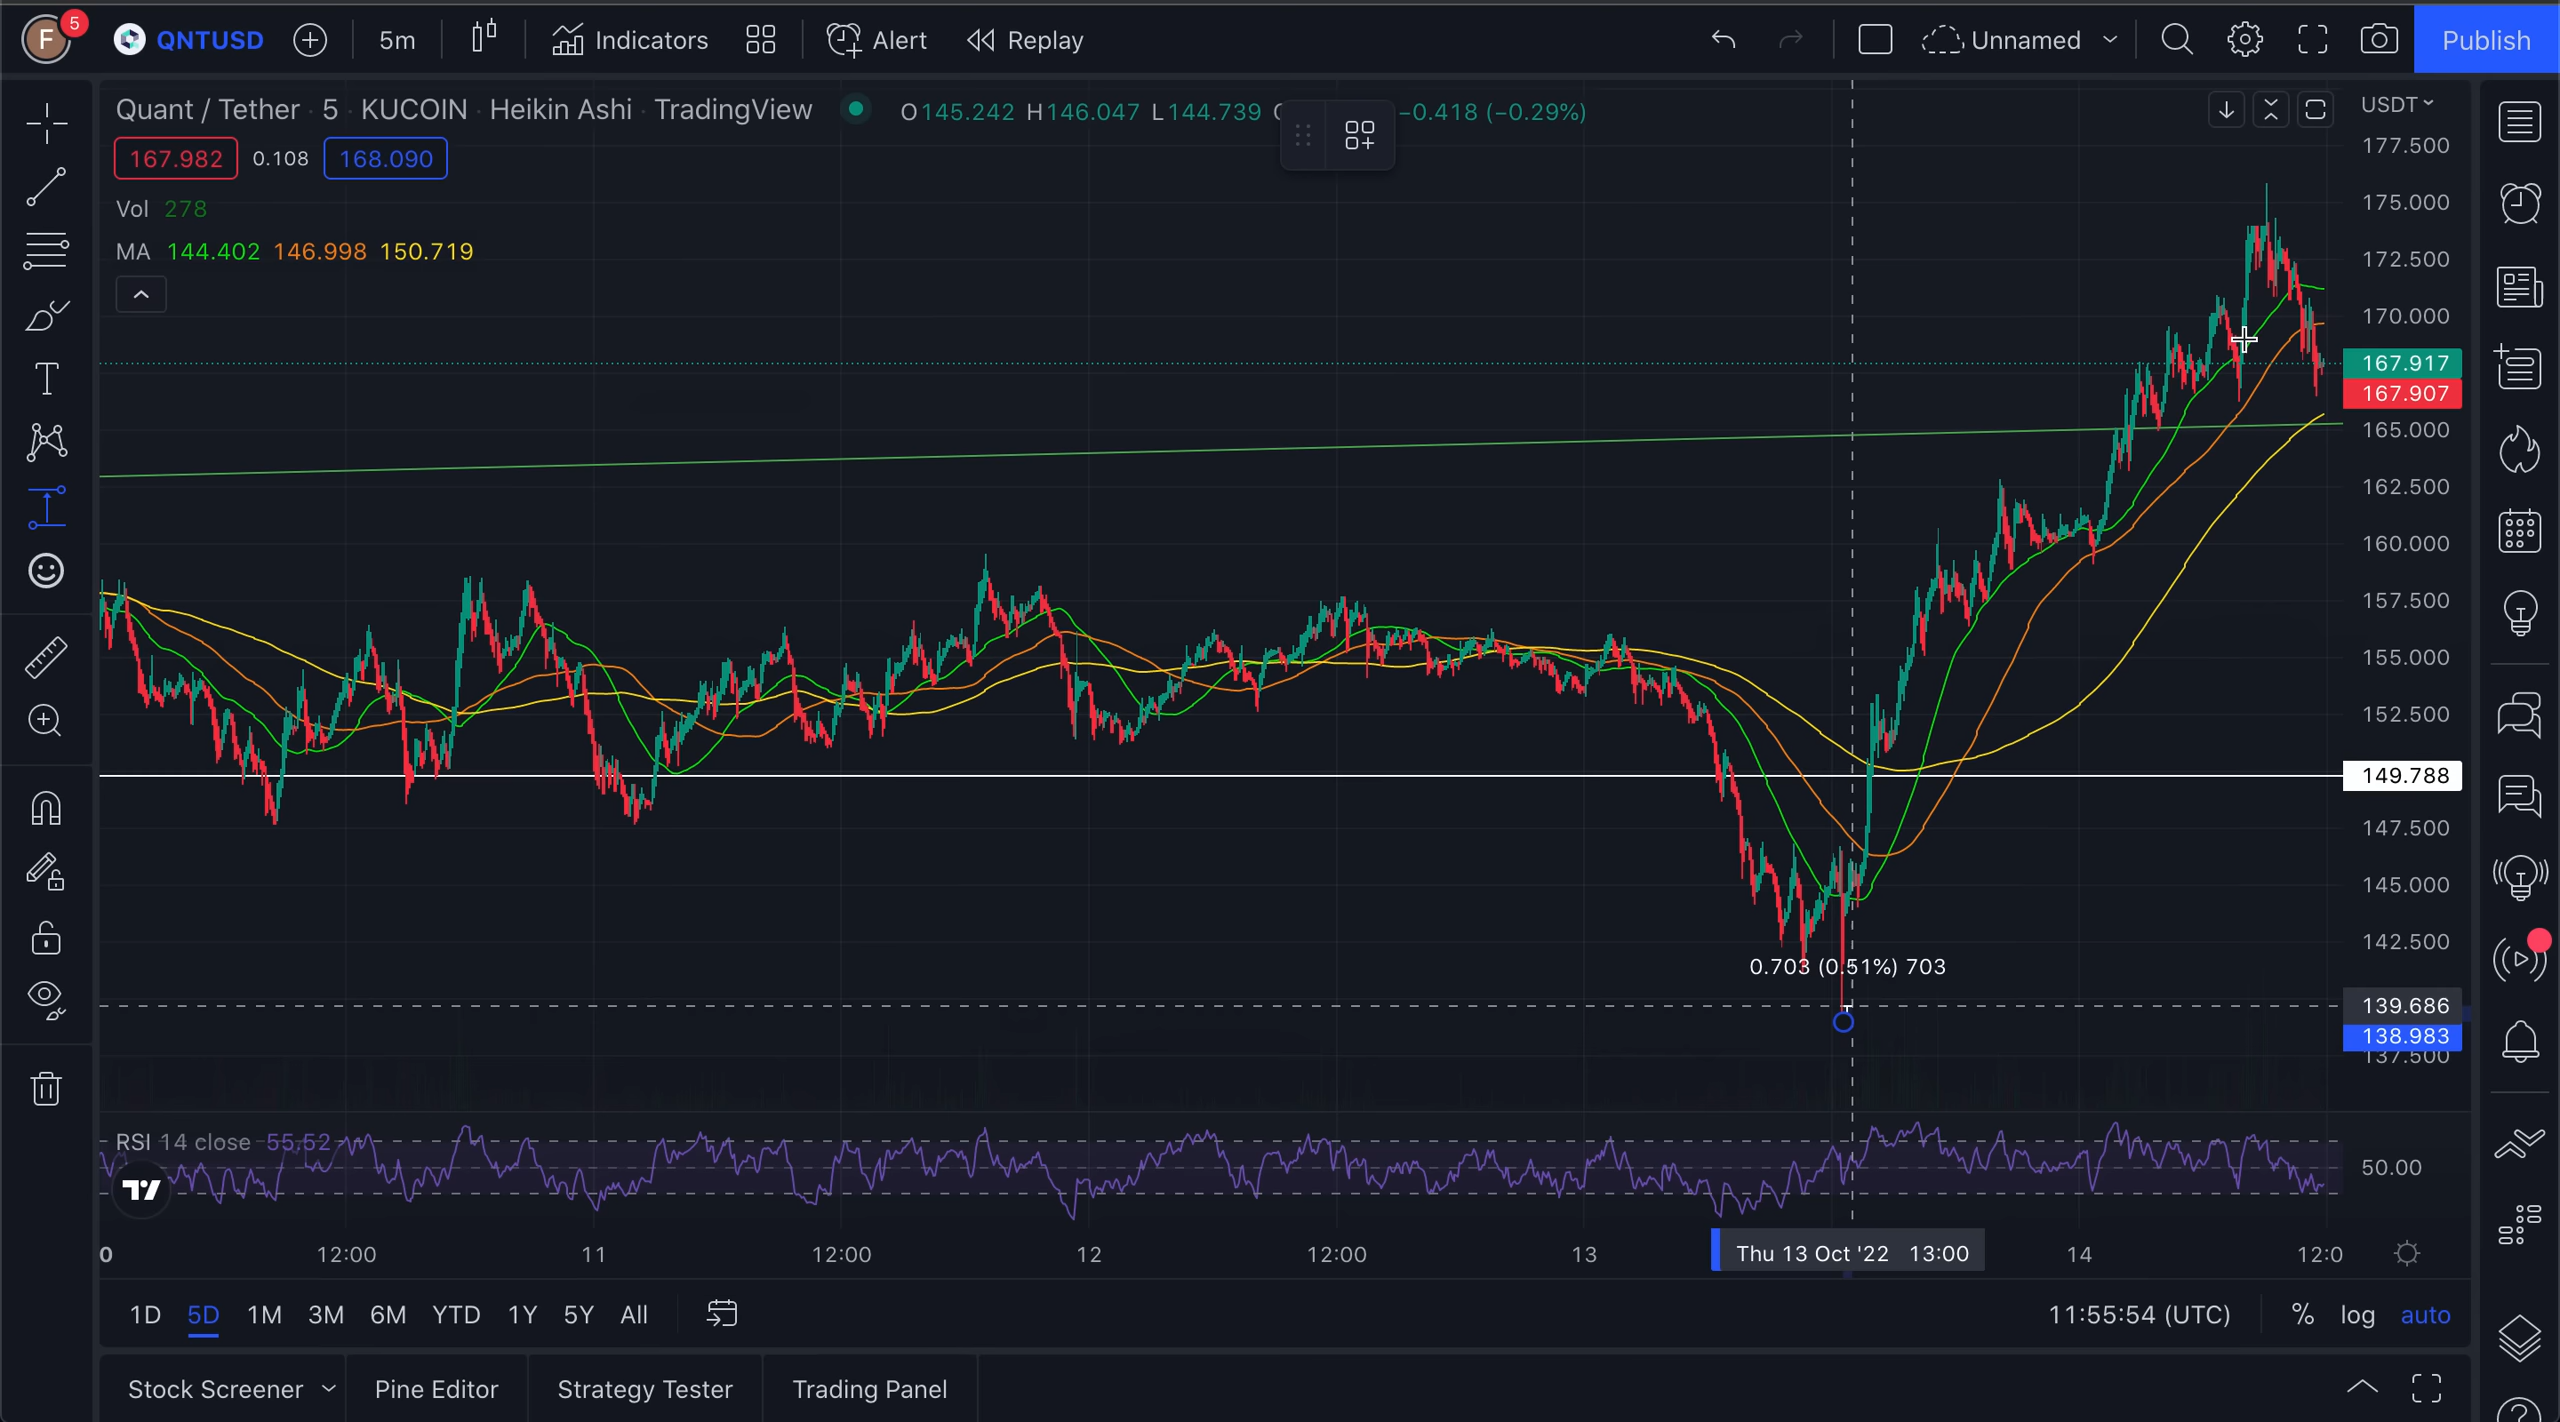 F 5 QNTUSD 5m Indicators Alert Replay Unnamed Publish
Quant / Tether · 5 · KUCOIN · Heikin Ashi · TradingView O145.242 H146.047 L144.739 −0.418 (−0.29%) USDT
167.982 0.108 168.090
Vol 278
MA 144.402 146.998 150.719
177.500
175.000
172.500
170.000
167.917
167.907
165.000
162.500
160.000
157.500
155.000
152.500
149.788
147.500
145.000
142.500
0.703 (0.51%) 703
139.686
138.983
137.500
RSI 14 close 55.52
50.00
0 12:00 11 12:00 12 12:00 13 Thu 13 Oct '22 13:00 14 12:0
1D 5D 1M 3M 6M YTD 1Y 5Y All 11:55:54 (UTC) % log auto
Stock Screener Pine Editor Strategy Tester Trading Panel